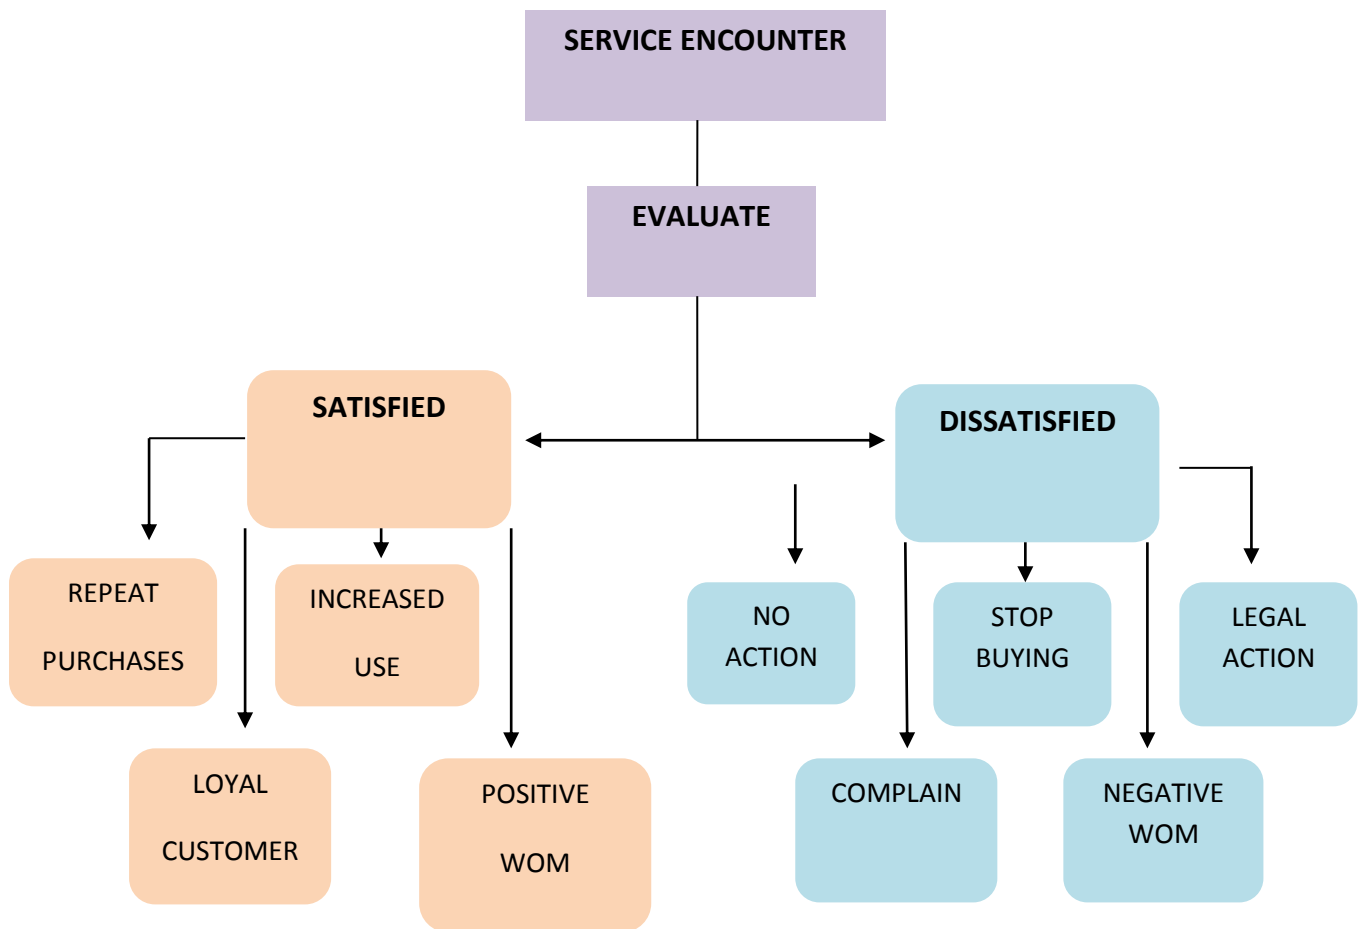 SERVICE ENCOUNTER
EVALUATE
SATISFIED
DISSATISFIED
REPEAT
PURCHASES
INCREASED
USE
NO
ACTION
STOP
BUYING
LEGAL
ACTION
LOYAL
CUSTOMER
POSITIVE
WOM
COMPLAIN
NEGATIVE
WOM